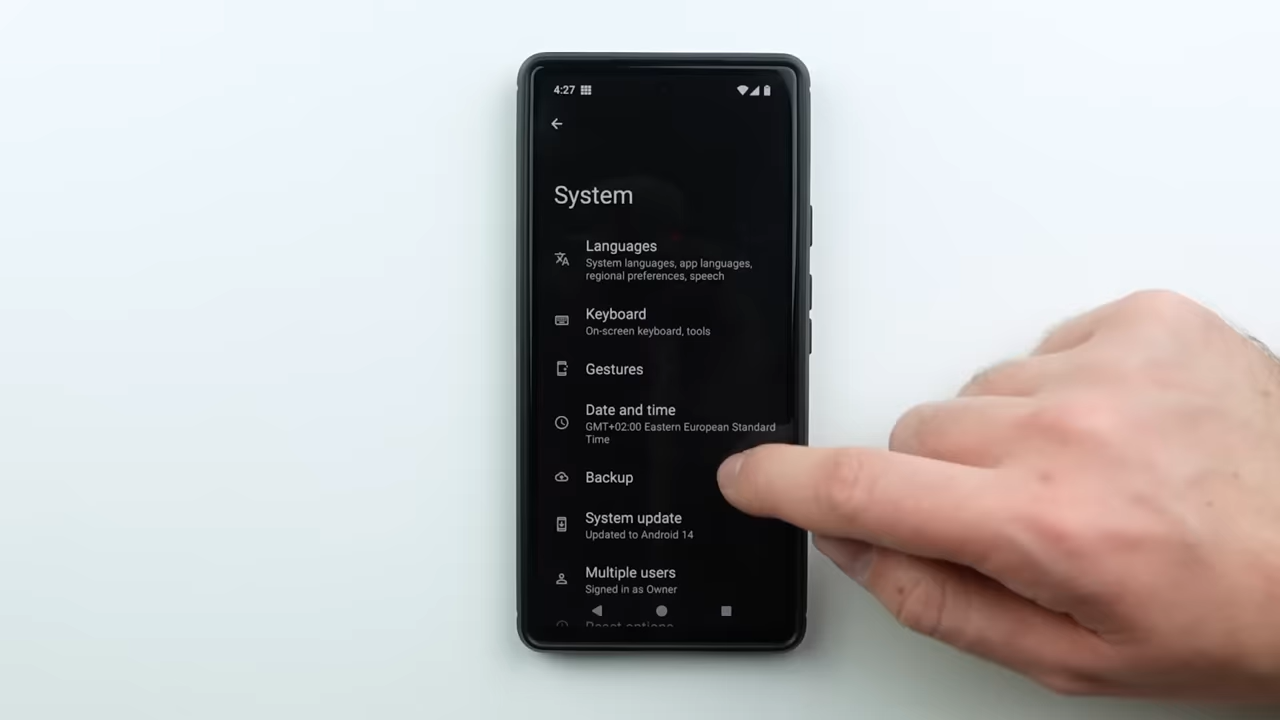 4:27
System
Languages
System languages, app languages,
regional preferences, speech
Keyboard
On-screen keyboard, tools
Gestures
Date and time
GMT+02:00 Eastern European Standard
Time
Backup
System update
Updated to Android 14
Multiple users
Signed in as Owner
Reset options